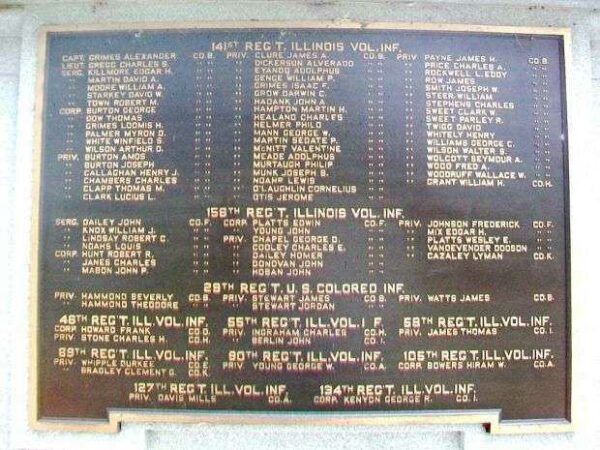 141ST REG'T. ILLINOIS VOL. INF.
CAPT. GRIMES ALEXANDER CO. B.
LIEUT. GREGG CHARLES S. " "
SERG. KILLMORE EDGAR H. " "
" MARTIN DAVID A. " "
" MOORE WILLIAM A. " "
" STARKEY DAVID W. " "
" TOWN ROBERT M. " "
CORP. BURTON GEORGE " "
" DOW THOMAS " "
" GRIMES LOOMIS H. " "
" PALMER MYRON D. " "
" WHITE WINFIELD S. " "
" WILSON ARTHUR D. " "
PRIV. BURTON AMOS " "
" BURTON JOSEPH " "
" CALLAGHAN HENRY J. " "
" CHAMBERS CHARLES " "
" CLAPP THOMAS M. " "
" CLARK LUCIUS L. " "
PRIV. CLURE JAMES A. CO. B.
" DICKERSON ALVERADO " "
" EYANDO ADOLPHUS " "
" GENGE WILLIAM P. " "
" GRIMES ISAAC F. " "
" GROW DARWIN C. " "
" HADANK JOHN A. " "
" HAMPTON MARTIN H. " "
" HEALAND CHARLES " "
" HELMER PHILO " "
" MANN GEORGE W. " "
" MARTIN SEDATE P. " "
" McNITT VALENTINE " "
" MEADE ADOLPHUS " "
" MURTAUGH PHILIP " "
" MUNK JOSEPH B. " "
" NOAHR LEWIS " "
" O'LAUGHLIN CORNELIUS " "
" OTIS JEROME " "
PRIV. PAYNE JAMES H. CO. B.
" PRICE CHARLES A. " "
" ROCKWELL L. EDDY " "
" ROW JAMES " "
" SMITH JOSEPH W. " "
" STEER WILLIAM " "
" STEPHENS CHARLES " "
" SWEET CLARK V. " "
" SWEET PARLEY R. " "
" TWIGG DAVID " "
" WHITELY HENRY " "
" WILLIAMS GEORGE C. " "
" WILSON WALTER S. " "
" WOLCOTT SEYMOUR A. " "
" WOOD FRED A. " "
" WOODRUFF WALLACE W. " "
" GRANT WILLIAM H. CO. H.
156TH REG'T. ILLINOIS VOL. INF.
SERG. DAILEY JOHN CO. F.
" KNOX WILLIAM J. " "
" LINDSAY ROBERT C. " "
" NOAHS LOUIS " "
CORP. HUNT ROBERT R. " "
" JANES CHARLES " "
" MABON JOHN P. " "
CORP. PLATTS EDWIN CO. F.
" YOUNG JOHN " "
PRIV. CHAPEL GEORGE D. " "
" COOLEY CHARLES E. " "
" DAILEY HOMER " "
" DONOVAN JOHN " "
" HOBAN JOHN " "
PRIV. JOHNSON FREDERICK CO. F.
" MIX EDGAR H. " "
" PLATTS WESLEY E. " "
" VANDEVENDER DODSON " "
" CAZALEY LYMAN CO. K.
29TH REG'T. U.S. COLORED INF.
PRIV. HAMMOND BEVERLY CO. B.
" HAMMOND THEODORE " "
PRIV. STEWART JAMES CO. B.
" STEWART JORDAN " "
PRIV. WATTS JAMES CO. B.
48TH REG'T. ILL. VOL. INF.
CORP. HOWARD FRANK CO. D.
PRIV. STONE CHARLES H. CO. H.
55TH REG'T. ILL. VOL. I F.
PRIV. INGRAHAM CHARLES CO. H.
" BERLIN JOHN CO. I.
58TH REG'T. ILL. VOL. INF.
PRIV. JAMES THOMAS CO. I.
89TH REG'T. ILL. VOL. INF.
PRIV. WHIPPLE DURKEE CO. E.
" BRADLEY CLEMENT G. CO. K.
90TH REG'T. ILL. VOL. INF.
PRIV. YOUNG GEORGE W. CO. A.
105TH REG'T. ILL. VOL. INF.
CORP. BOWERS HIRAM W. CO. A.
127TH REG'T. ILL. VOL. INF.
PRIV. DAVIS MILLS CO. A.
134TH REG'T. ILL. VOL. INF.
CORP. KENYON GEORGE R. CO. I.